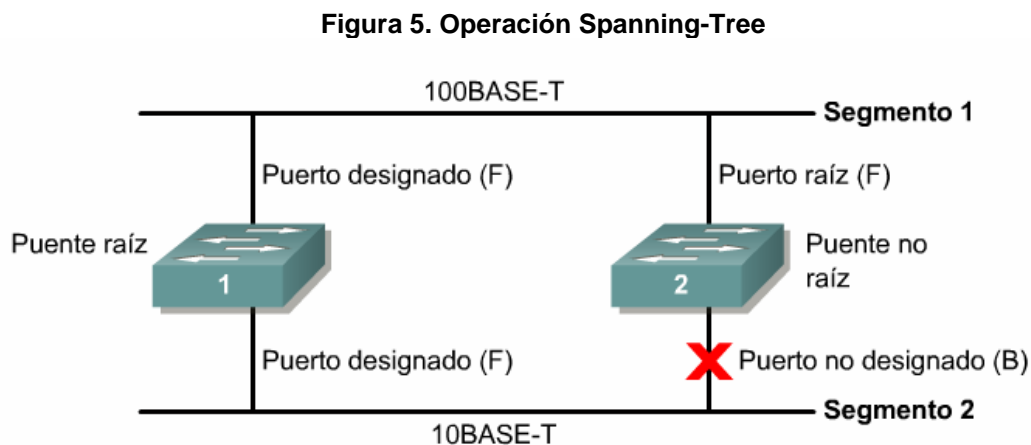 Figura 5. Operación Spanning-Tree
100BASE-T
Segmento 1
Puerto designado (F)
Puerto raíz (F)
Puente raíz
1
2
Puente no
raíz
Puerto designado (F)
Puerto no designado (B)
Segmento 2
10BASE-T